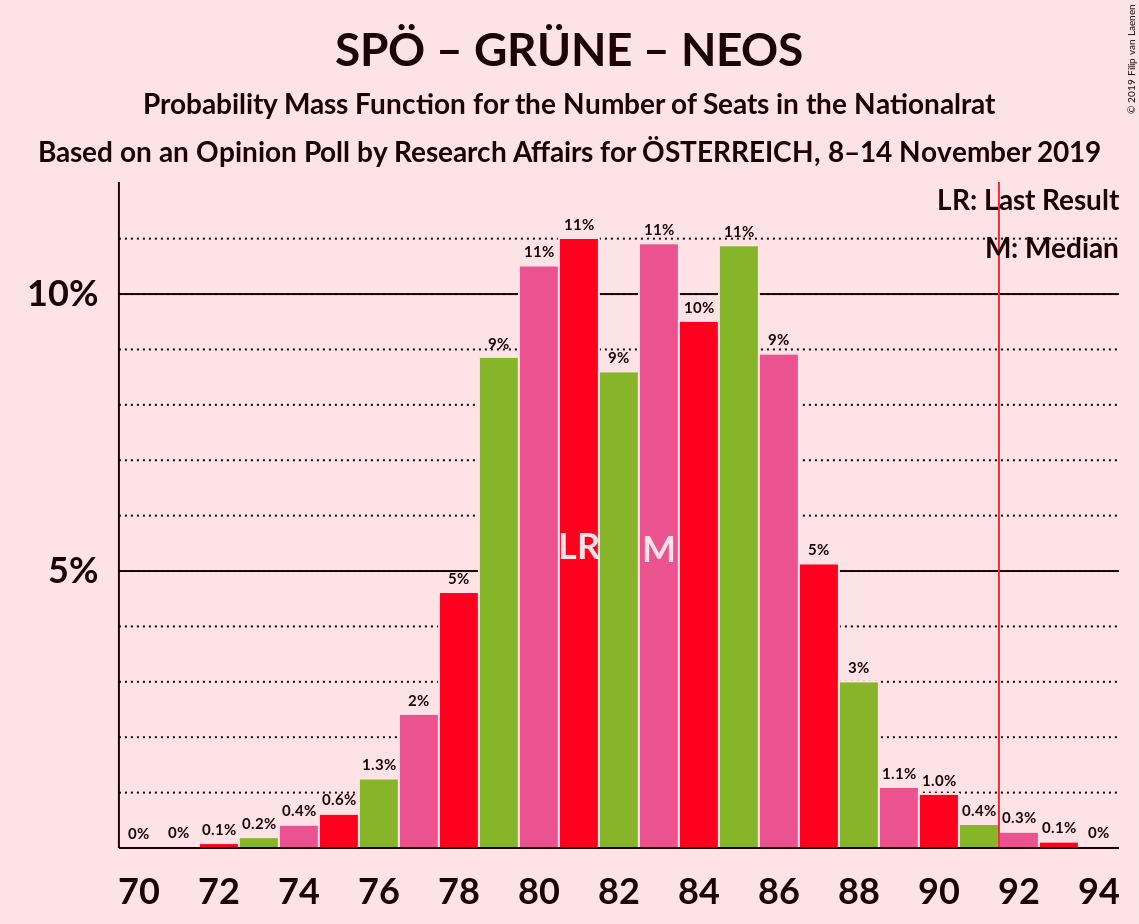 SPÖ – GRÜNE – NEOS
Probability Mass Function for the Number of Seats in the Nationalrat
Based on an Opinion Poll by Research Affairs for ÖSTERREICH, 8–14 November 2019
© 2019 Filip van Laenen
LR: Last Result
M: Median
10%
5%
0% 0% 0.1% 0.2% 0.4% 0.6% 1.3% 2% 5% 9% 11% 11% 9% 11% 10% 11% 9% 5% 3% 1.1% 1.0% 0.4% 0.3% 0.1% 0%
LR M
70 72 74 76 78 80 82 84 86 88 90 92 94